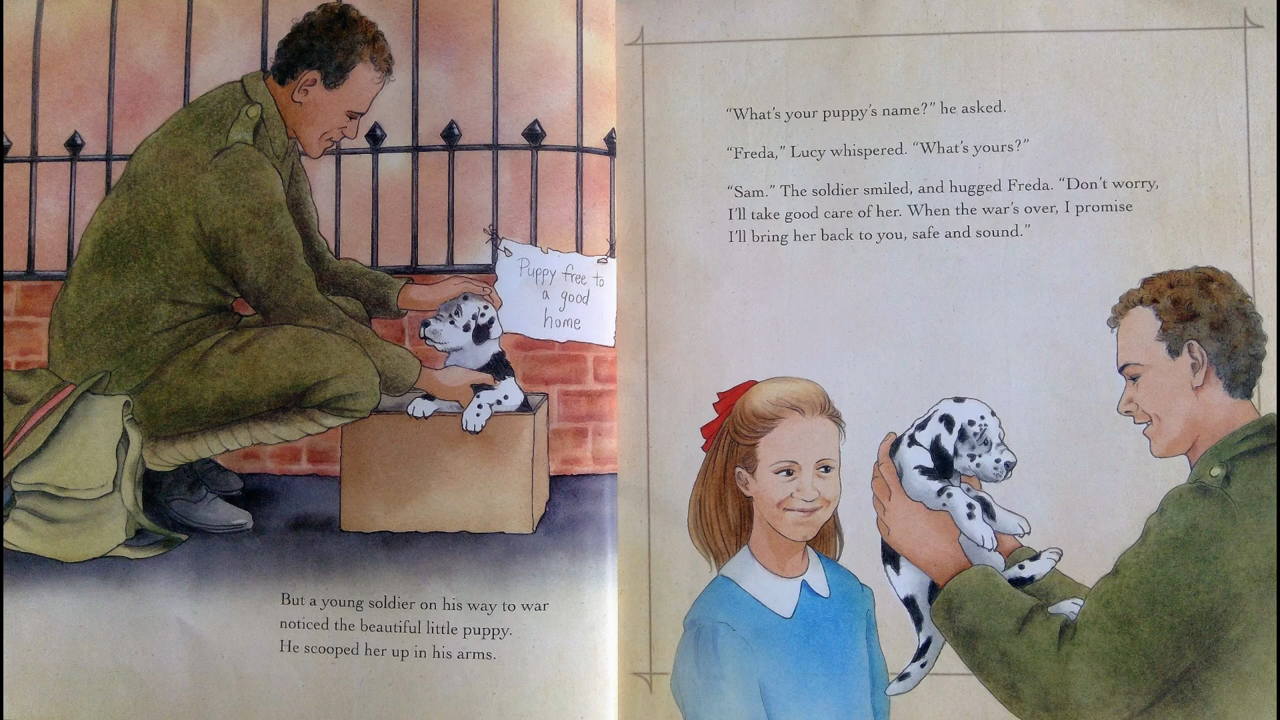 Puppy free to
a good
home
But a young soldier on his way to war
noticed the beautiful little puppy.
He scooped her up in his arms.
“What’s your puppy’s name?” he asked.
“Freda,” Lucy whispered. “What’s yours?”
“Sam.” The soldier smiled, and hugged Freda. “Don’t worry,
I’ll take good care of her. When the war’s over, I promise
I’ll bring her back to you, safe and sound.”